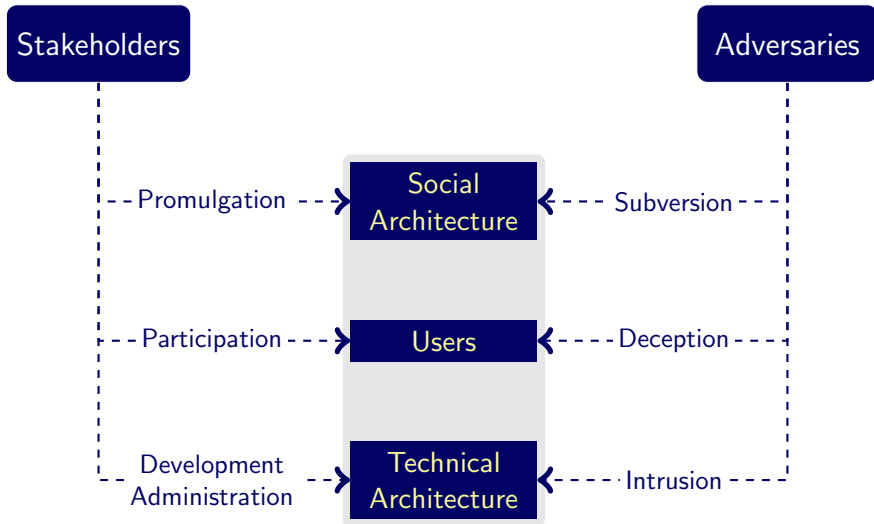 Stakeholders
Adversaries
Promulgation
Social
Architecture
Subversion
Participation
Users
Deception
Development
Administration
Technical
Architecture
Intrusion